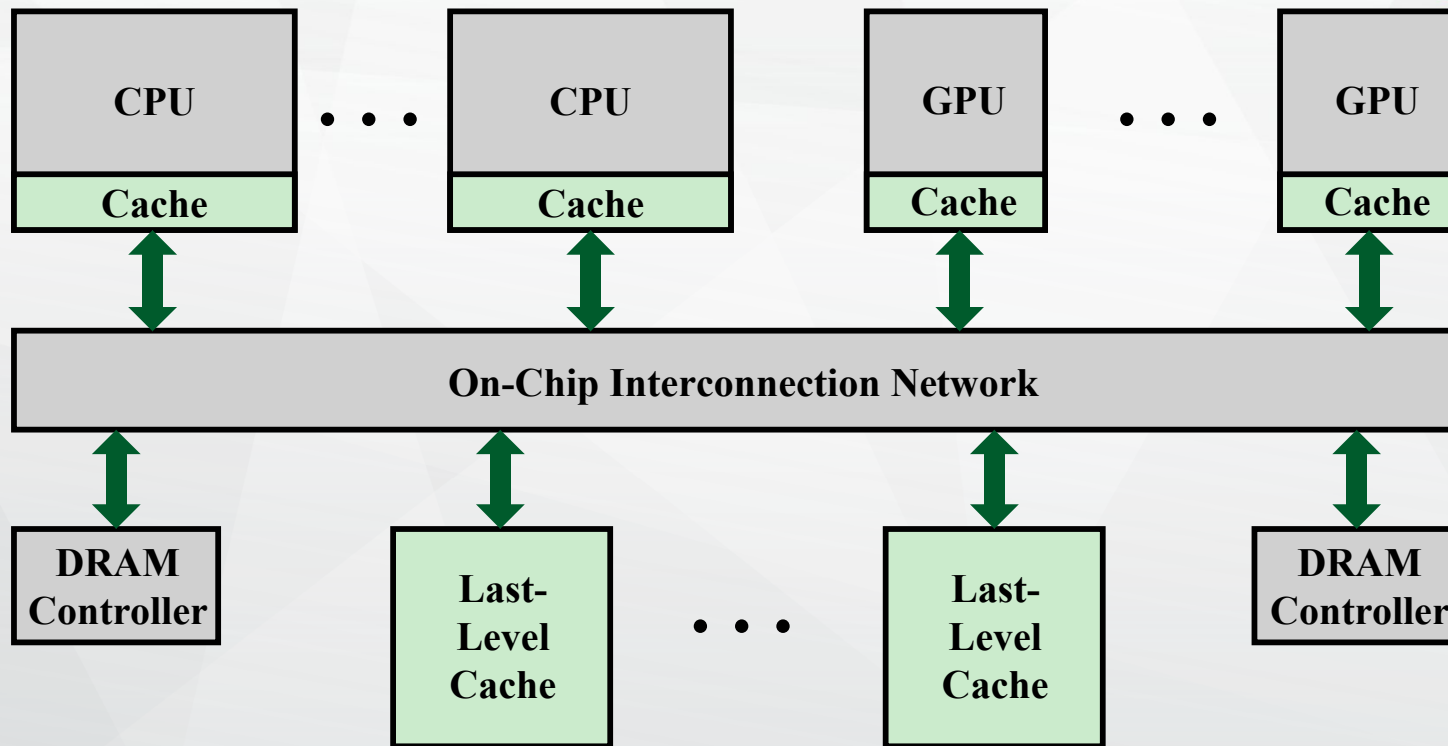 CPU
CPU
GPU
GPU
Cache
Cache
Cache
Cache
On-Chip Interconnection Network
DRAM
Controller
Last-
Level
Cache
Last-
Level
Cache
DRAM
Controller